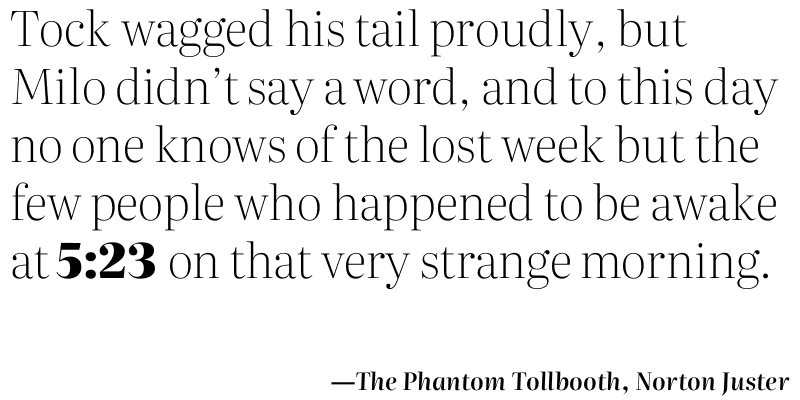 Tock wagged his tail proudly, but
Milo didn’t say a word, and to this day
no one knows of the lost week but the
few people who happened to be awake
at 5:23 on that very strange morning.
—The Phantom Tollbooth, Norton Juster